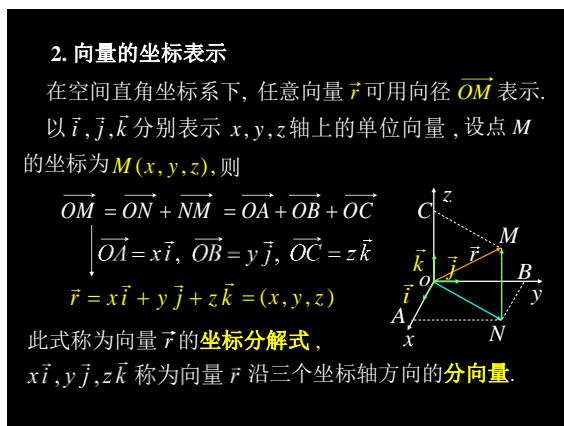 2. 向量的坐标表示
在空间直角坐标系下, 任意向量 r⃗ 可用向径 O͞M⃗ 表示.
以 i⃗ , j⃗ , k⃗ 分别表示 x, y, z 轴上的单位向量 , 设点 M
的坐标为 M (x, y, z), 则
OM⃗ = ON⃗ + NM⃗ = OA⃗ + OB⃗ + OC⃗
OA⃗ = x i⃗, OB⃗ = y j⃗, OC⃗ = z k⃗
r⃗ = x i⃗ + y j⃗ + z k⃗ = (x, y, z)
此式称为向量 r⃗ 的坐标分解式 ,
x i⃗ , y j⃗ , z k⃗ 称为向量 r⃗ 沿三个坐标轴方向的分向量.
z
C
M
r⃗
k⃗
j⃗
B
o
y
i⃗
A
N
x